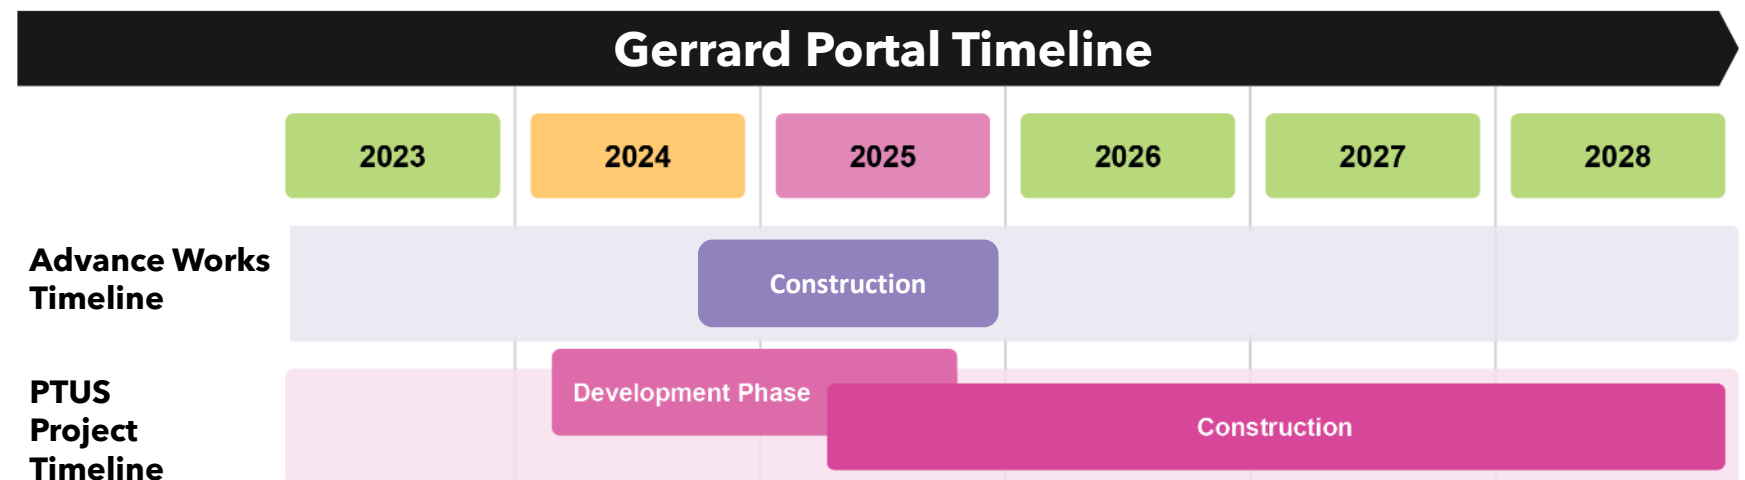 Gerrard Portal Timeline
2023 2024 2025 2026 2027 2028
Advance Works
Timeline
Construction
PTUS
Project
Timeline
Development Phase
Construction